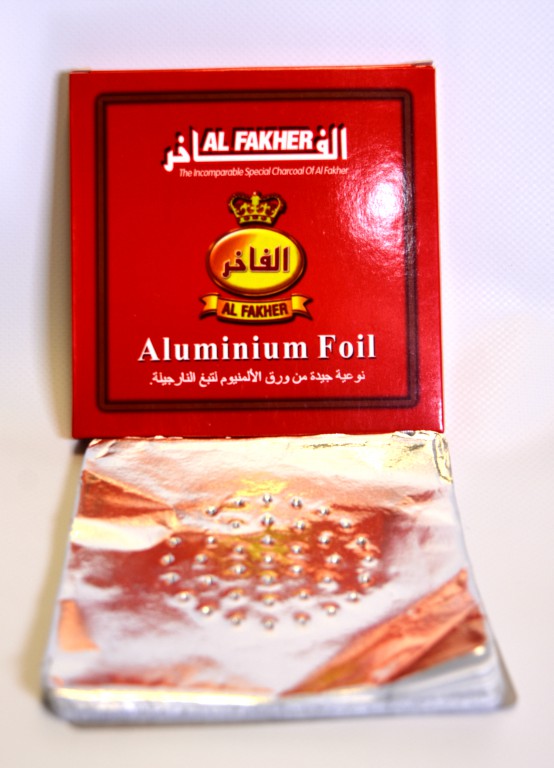 الفاخر
AL FAKHER
The Incomparable Special Charcoal Of Al Fakher
الفاخر
AL FAKHER
Aluminium Foil
نوعية جيدة من ورق الألمنيوم لتبغ النارجيلة.